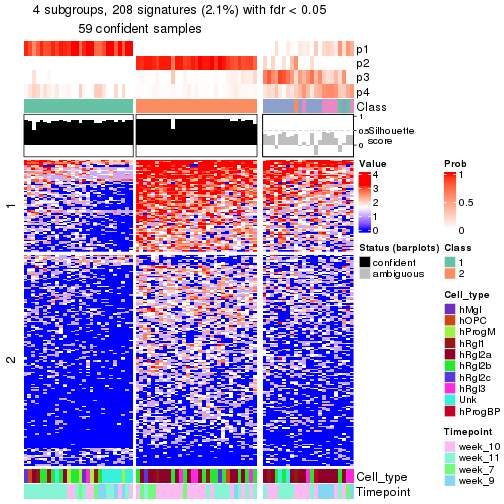 4 subgroups, 208 signatures (2.1%) with fdr < 0.05
59 confident samples
p1
p2
p3
p4
Class
1
0.5
0
Silhouette
score
1
2
Cell_type
Timepoint
Value
4
3
2
1
0
Prob
1
0.5
0
Status (barplots)
confident
ambiguous
Class
1
2
Cell_type
hMgl
hOPC
hProgM
hRgl1
hRgl2a
hRgl2b
hRgl2c
hRgl3
Unk
hProgBP
Timepoint
week_10
week_11
week_7
week_9